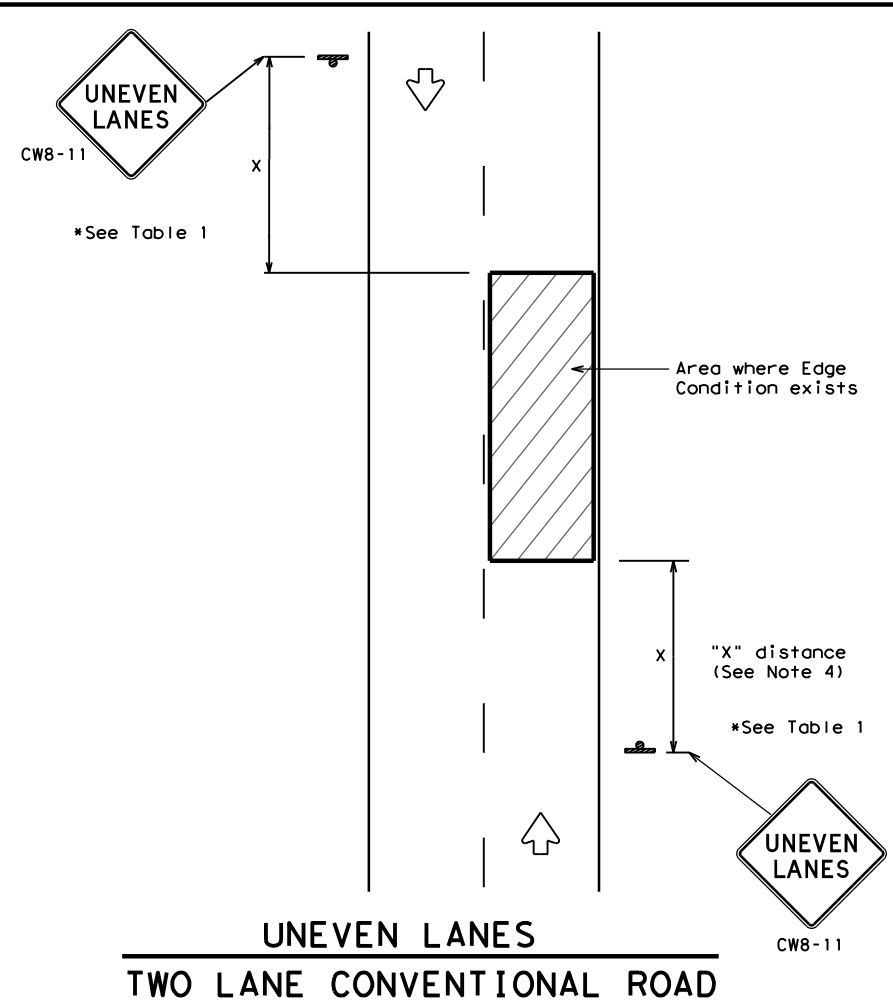 UNEVEN
LANES
CW8-11
X
*See Table 1
Area where Edge
Condition exists
X
"X" distance
(See Note 4)
*See Table 1
UNEVEN
LANES
CW8-11
UNEVEN LANES
TWO LANE CONVENTIONAL ROAD